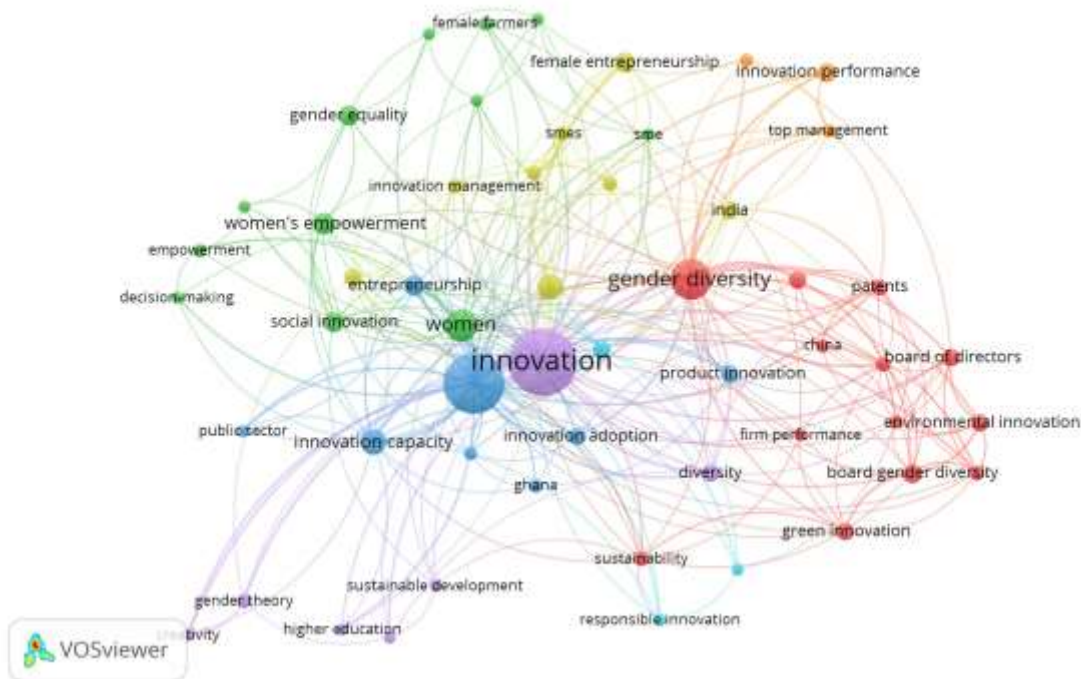 female farmers
female entrepreneurship
innovation performance
gender equality
smes
sme
top management
innovation management
india
women's empowerment
empowerment
entrepreneurship
gender diversity
patents
decision-making
social innovation
women
china
innovation
product innovation
board of directors
public sector
innovation capacity
innovation adoption
firm performance
environmental innovation
ghana
diversity
board gender diversity
green innovation
sustainability
sustainable development
gender theory
responsible innovation
creativity
higher education
VOSviewer